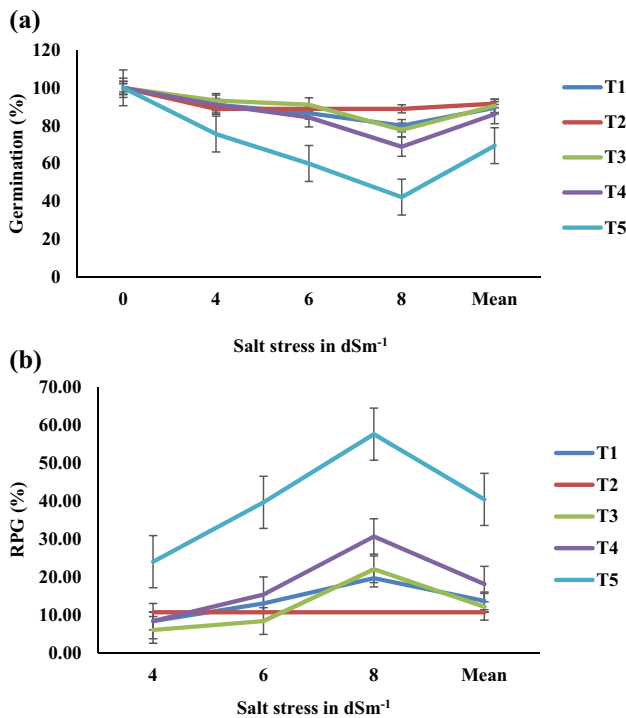 (a)
120
100
80
60
40
20
0
Germination (%)
0 4 6 8 Mean
Salt stress in dSm⁻¹
T1
T2
T3
T4
T5
(b)
70.00
60.00
50.00
40.00
30.00
20.00
10.00
0.00
RPG (%)
4 6 8 Mean
Salt stress in dSm⁻¹
T1
T2
T3
T4
T5